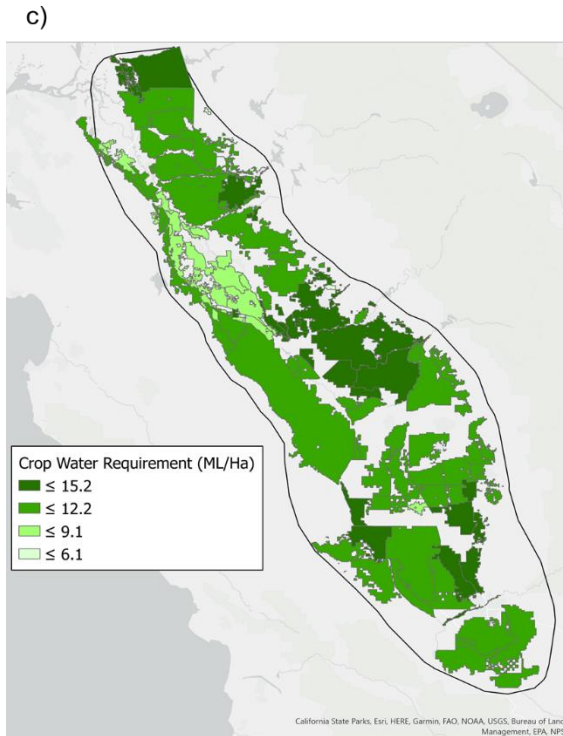 c)
Crop Water Requirement (ML/Ha)
≤ 15.2
≤ 12.2
≤ 9.1
≤ 6.1
California State Parks, Esri, HERE, Garmin, FAO, NOAA, USGS, Bureau of Land
Management, EPA, NPS